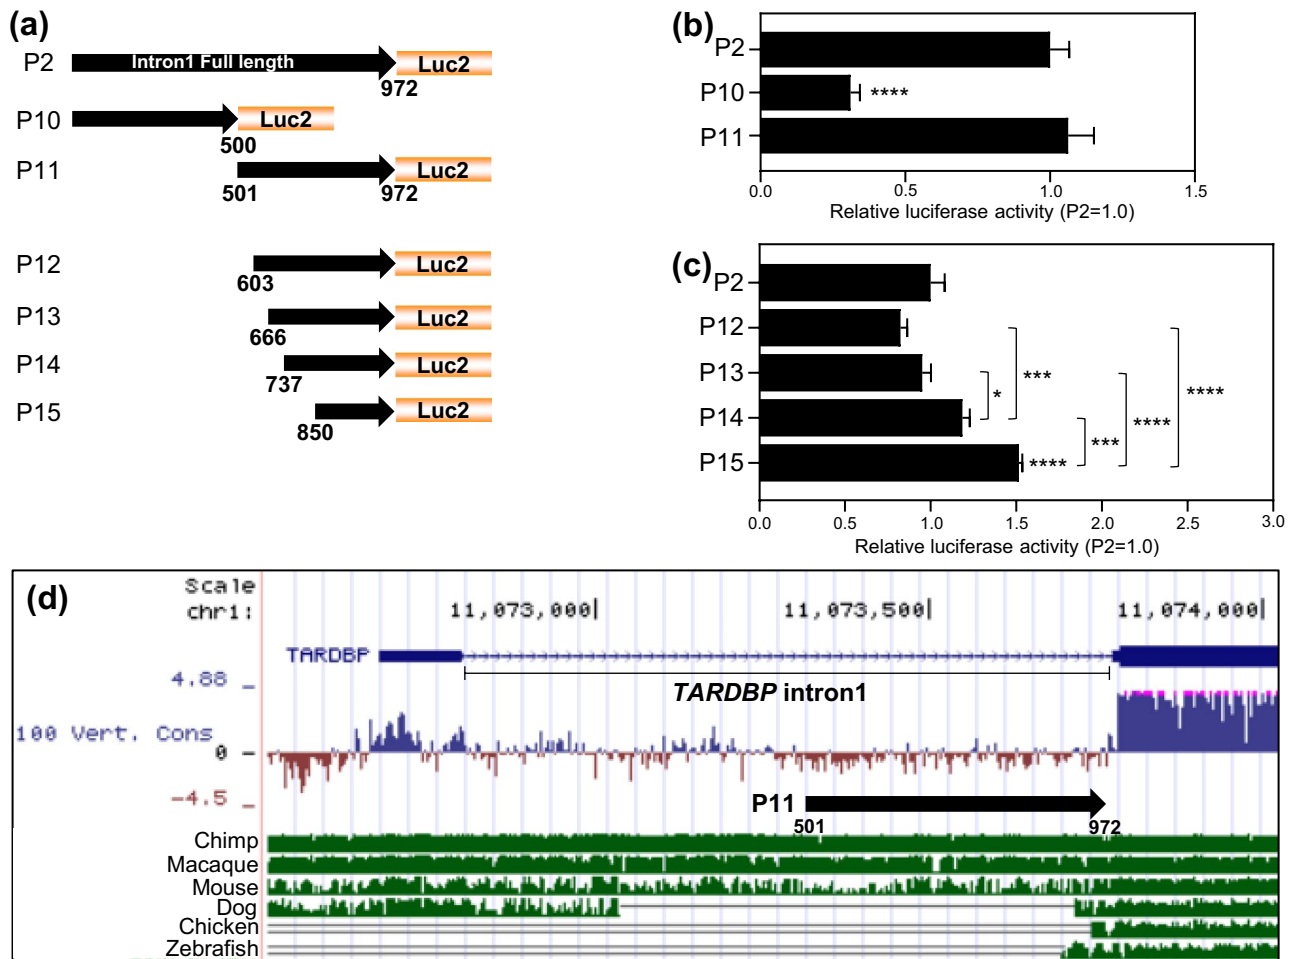 (a)
P2 Intron1 Full length Luc2
972
P10 Luc2
500
P11 Luc2
501 972
P12 Luc2
603
P13 Luc2
666
P14 Luc2
737
P15 Luc2
850
(b)
P2
P10 ****
P11
0.0 0.5 1.0 1.5
Relative luciferase activity (P2=1.0)
(c)
P2
P12
P13
P14
P15 ****
* *** *** **** ****
0.0 0.5 1.0 1.5 2.0 2.5 3.0
Relative luciferase activity (P2=1.0)
(d)
Scale
chr1: 11,073,000| 11,073,500| 11,074,000|
TARDBP
TARDBP intron1
4.88 _
100 Vert. Cons
0 _
-4.5 _
P11
501 972
Chimp
Macaque
Mouse
Dog
Chicken
Zebrafish